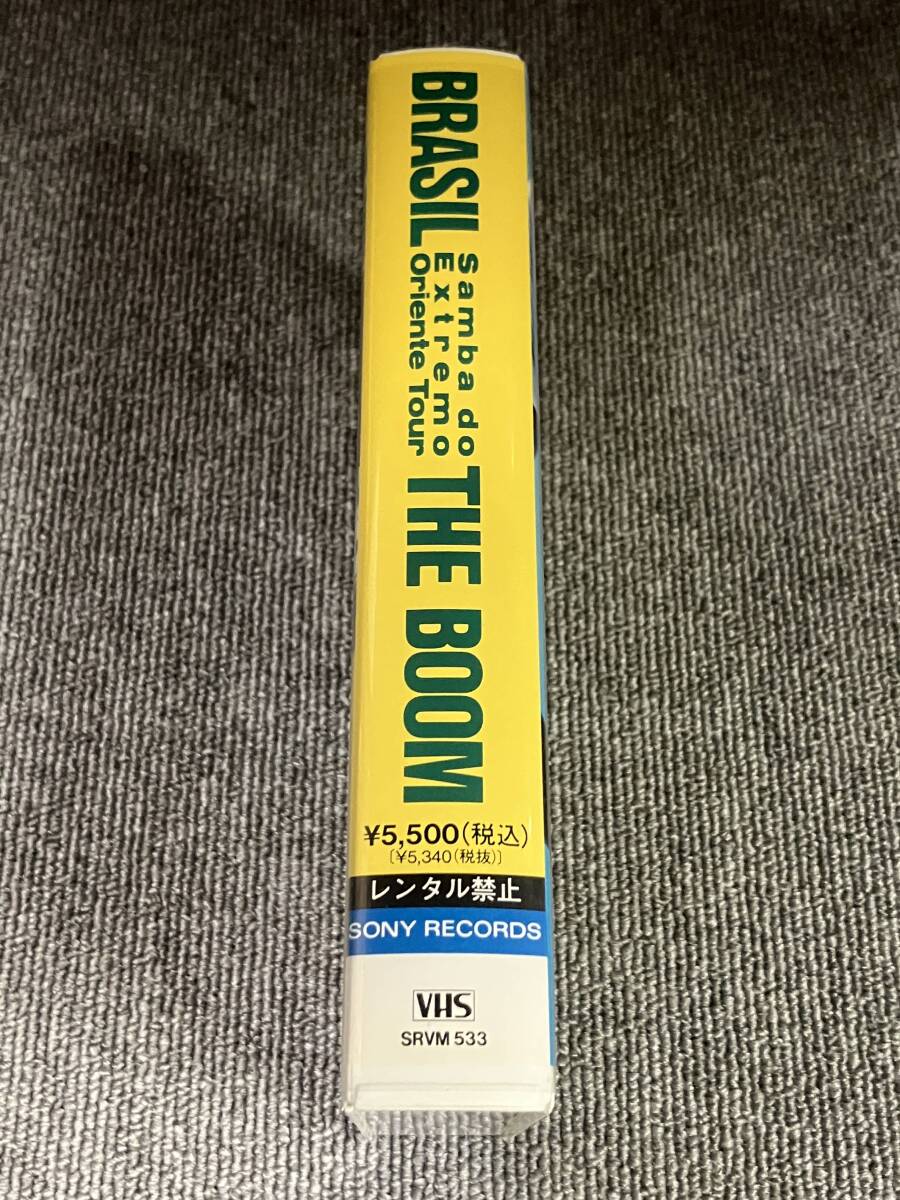 BRASIL
Samba do
Extremo
Oriente Tour
THE BOOM
¥5,500(税込)
[¥5,340(税抜)]
レンタル禁止
SONY RECORDS
VHS
SRVM 533